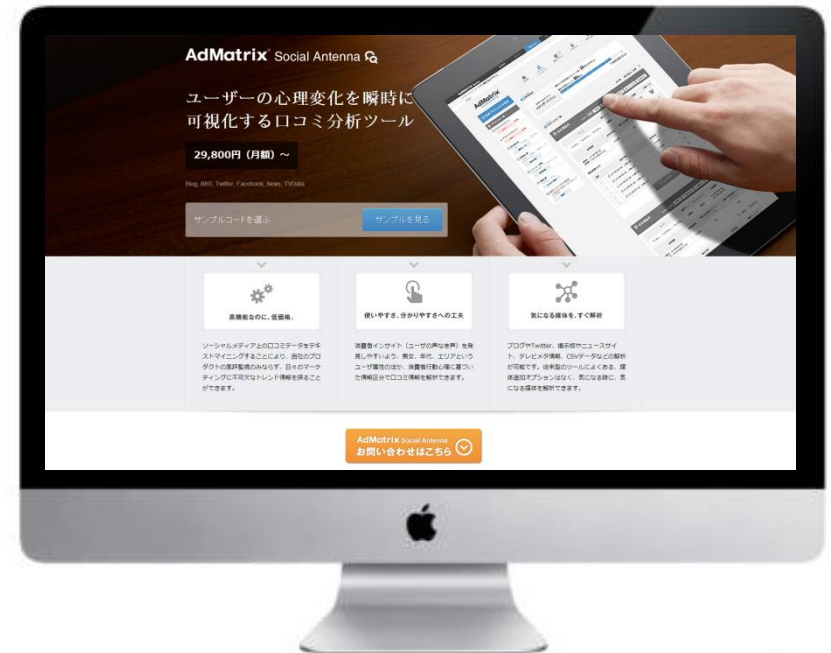 AdMatrix Social Antenna
ユーザーの心理変化を瞬時に
可視化する口コミ分析ツール
29,800円（月額）～
Blog, BBS, Twitter, Facebook, News, TVData
サンプルコードを選ぶ
サンプルを見る
AdMatrix
高機能なのに、低価格。
ソーシャルメディア上の口コミデータをテキ
ストマイニングすることにより、自社のプロ
ダクトの風評監視のみならず、日々のマーケ
ティングに不可欠なトレンド情報を探ること
ができます。
使いやすさ、分かりやすさへの工夫
消費者インサイト（ユーザの声なき声）を発
見しやすいよう、男女、年代、エリアという
ユーザ属性のほか、消費者行動心理に基づい
た情報区分で口コミ情報を解析できます。
気になる媒体を、すぐ解析
ブログやTwitter、掲示板やニュースサイ
ト、テレビメタ情報、CSVデータなどの解析
が可能です。従来型のツールによくある、媒
体追加オプションはなく、気になる時に、気
になる媒体を解析できます。
AdMatrix Social Antenna
お問い合わせはこちら